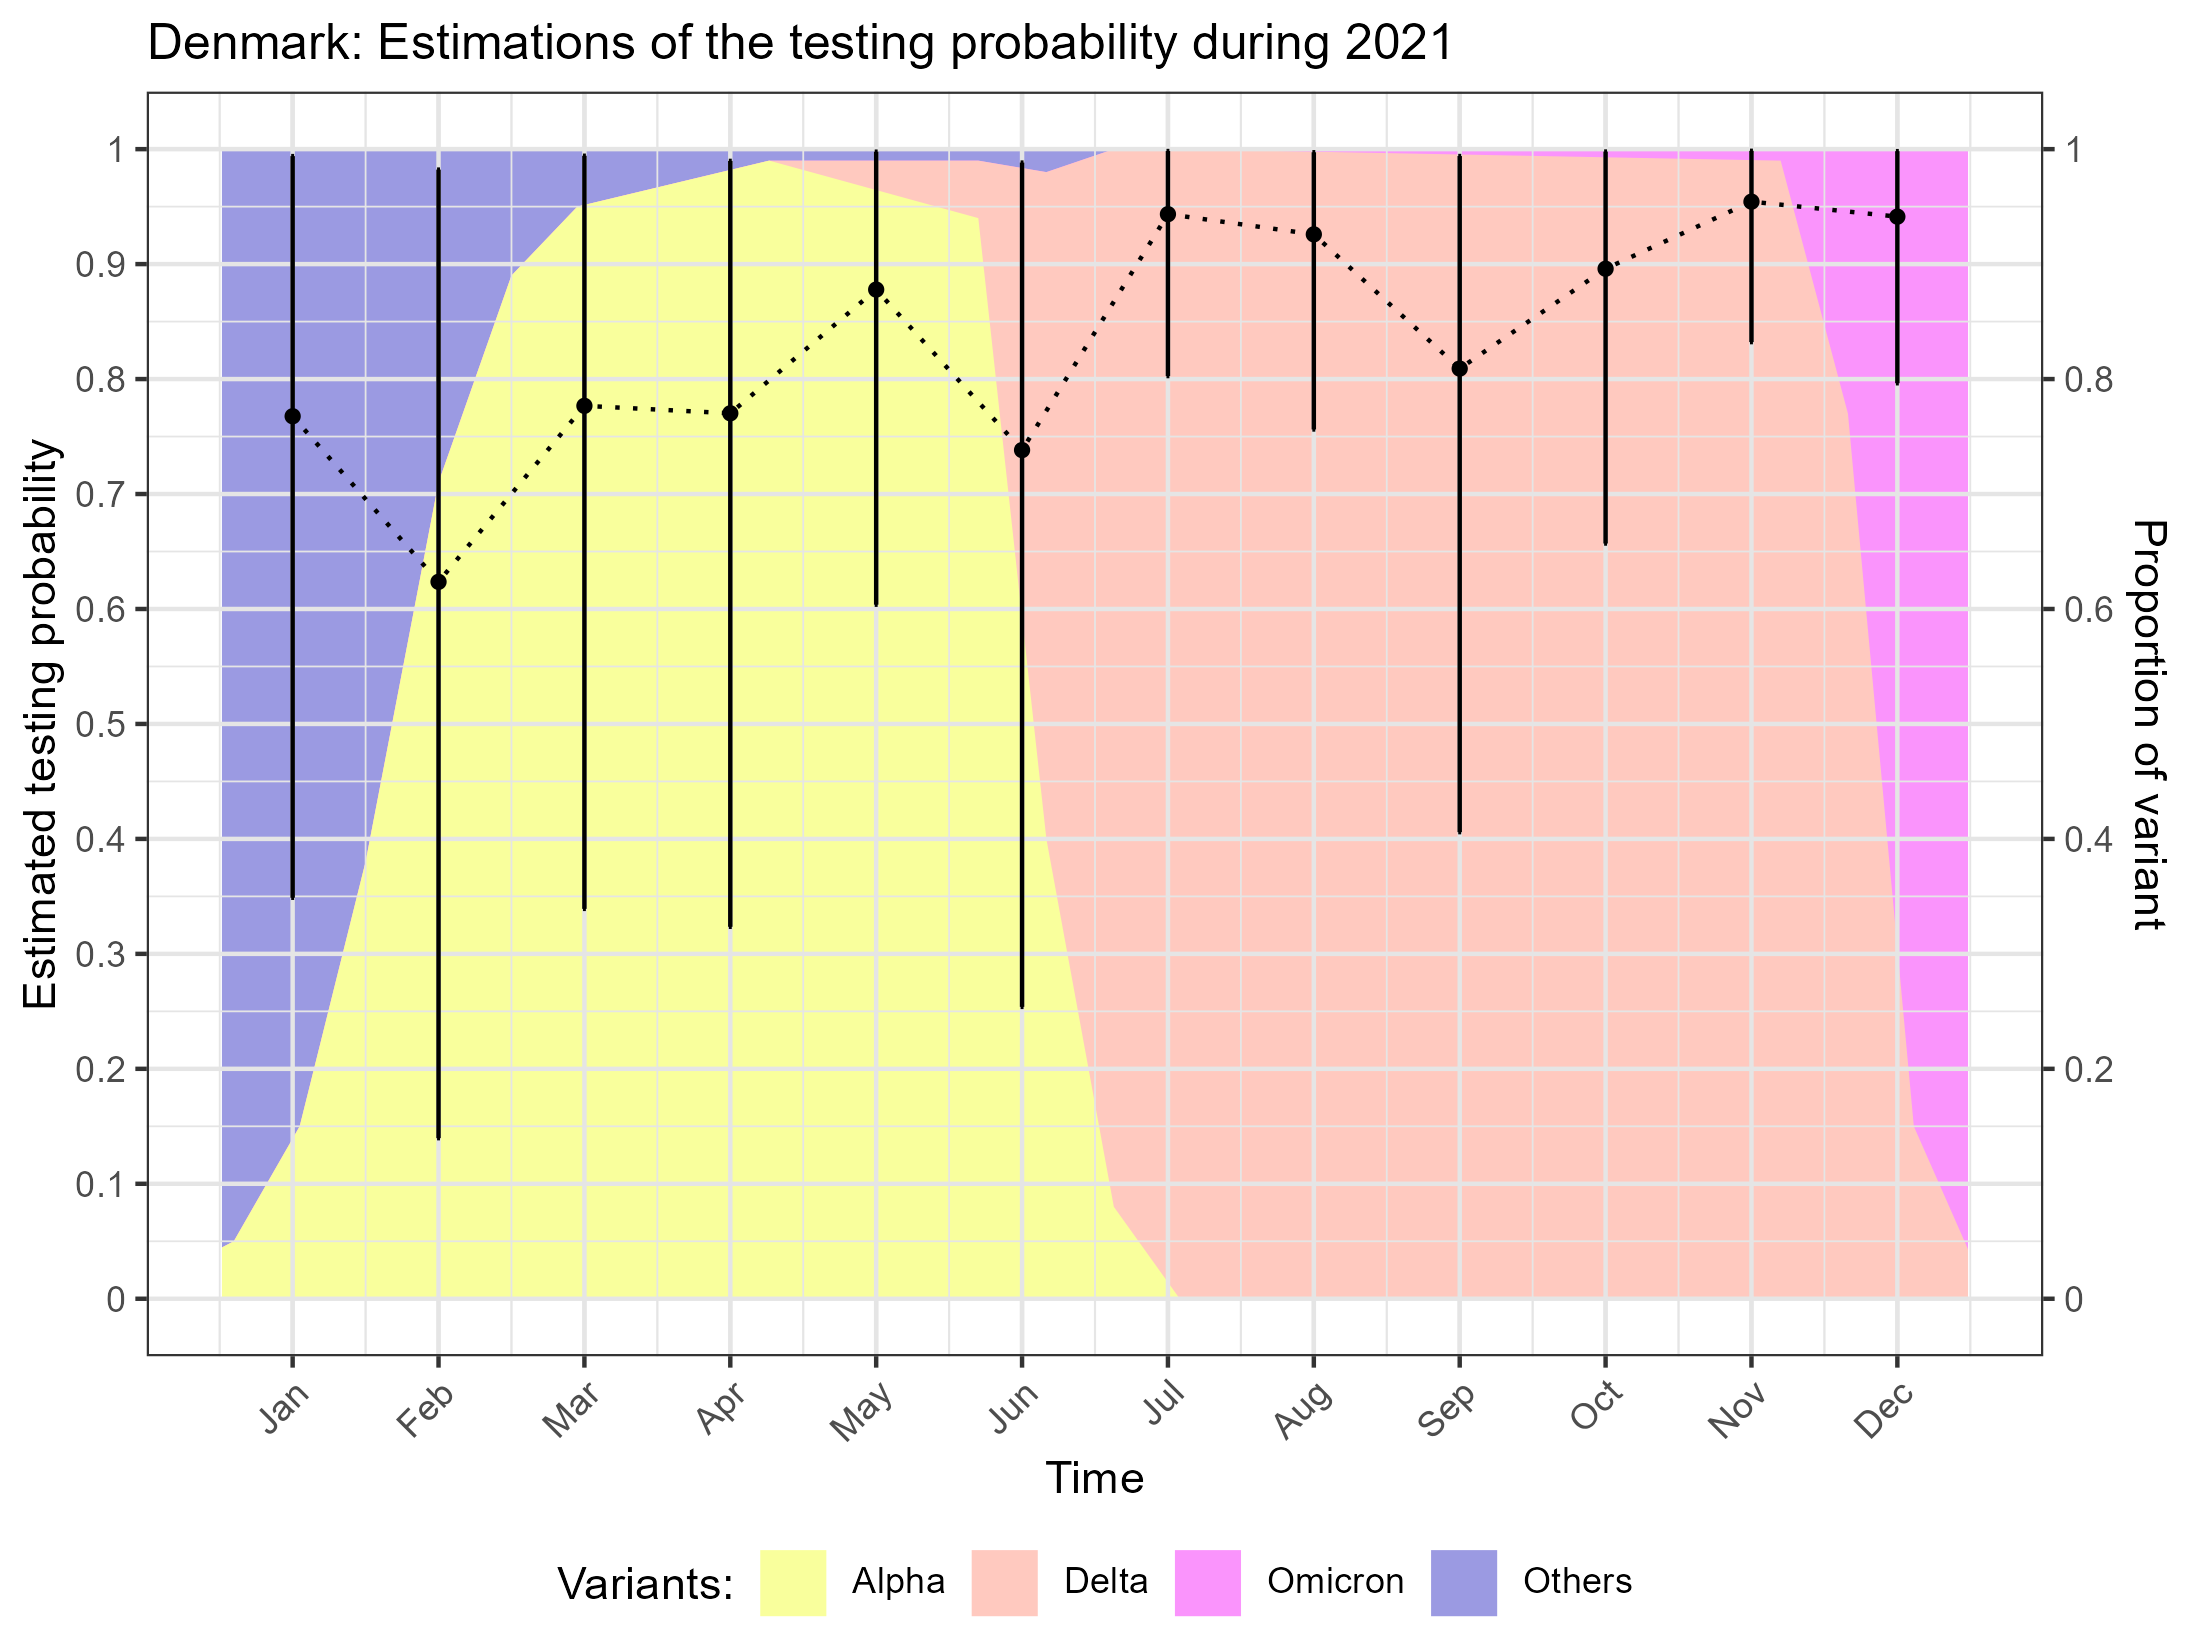 Denmark: Estimations of the testing probability during 2021
Estimated testing probability
1
0.9
0.8
0.7
0.6
0.5
0.4
0.3
0.2
0.1
0
1
0.8
0.6
0.4
0.2
0
Proportion of variant
Jan Feb Mar Apr May Jun Jul Aug Sep Oct Nov Dec
Time
Variants: Alpha Delta Omicron Others